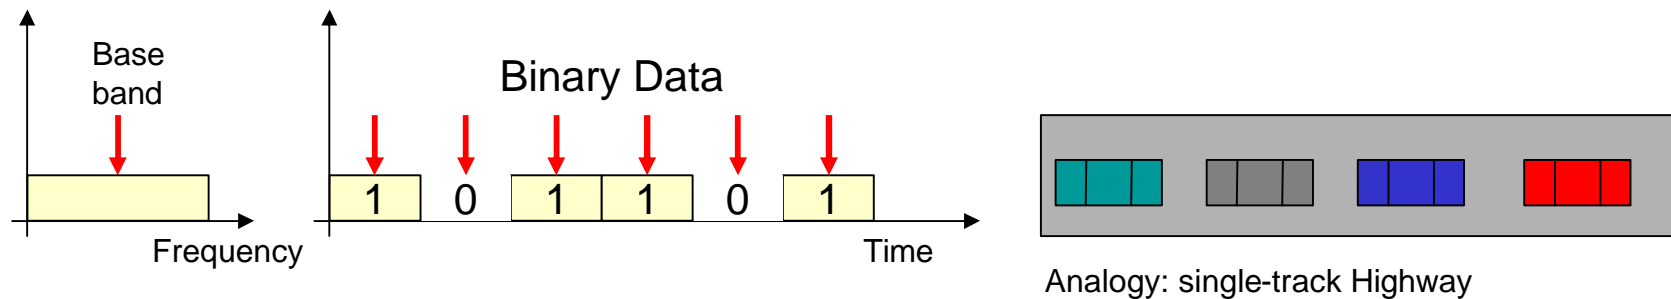 Base
band
Frequency
Binary Data
1 0 1 1 0 1
Time
Analogy: single-track Highway